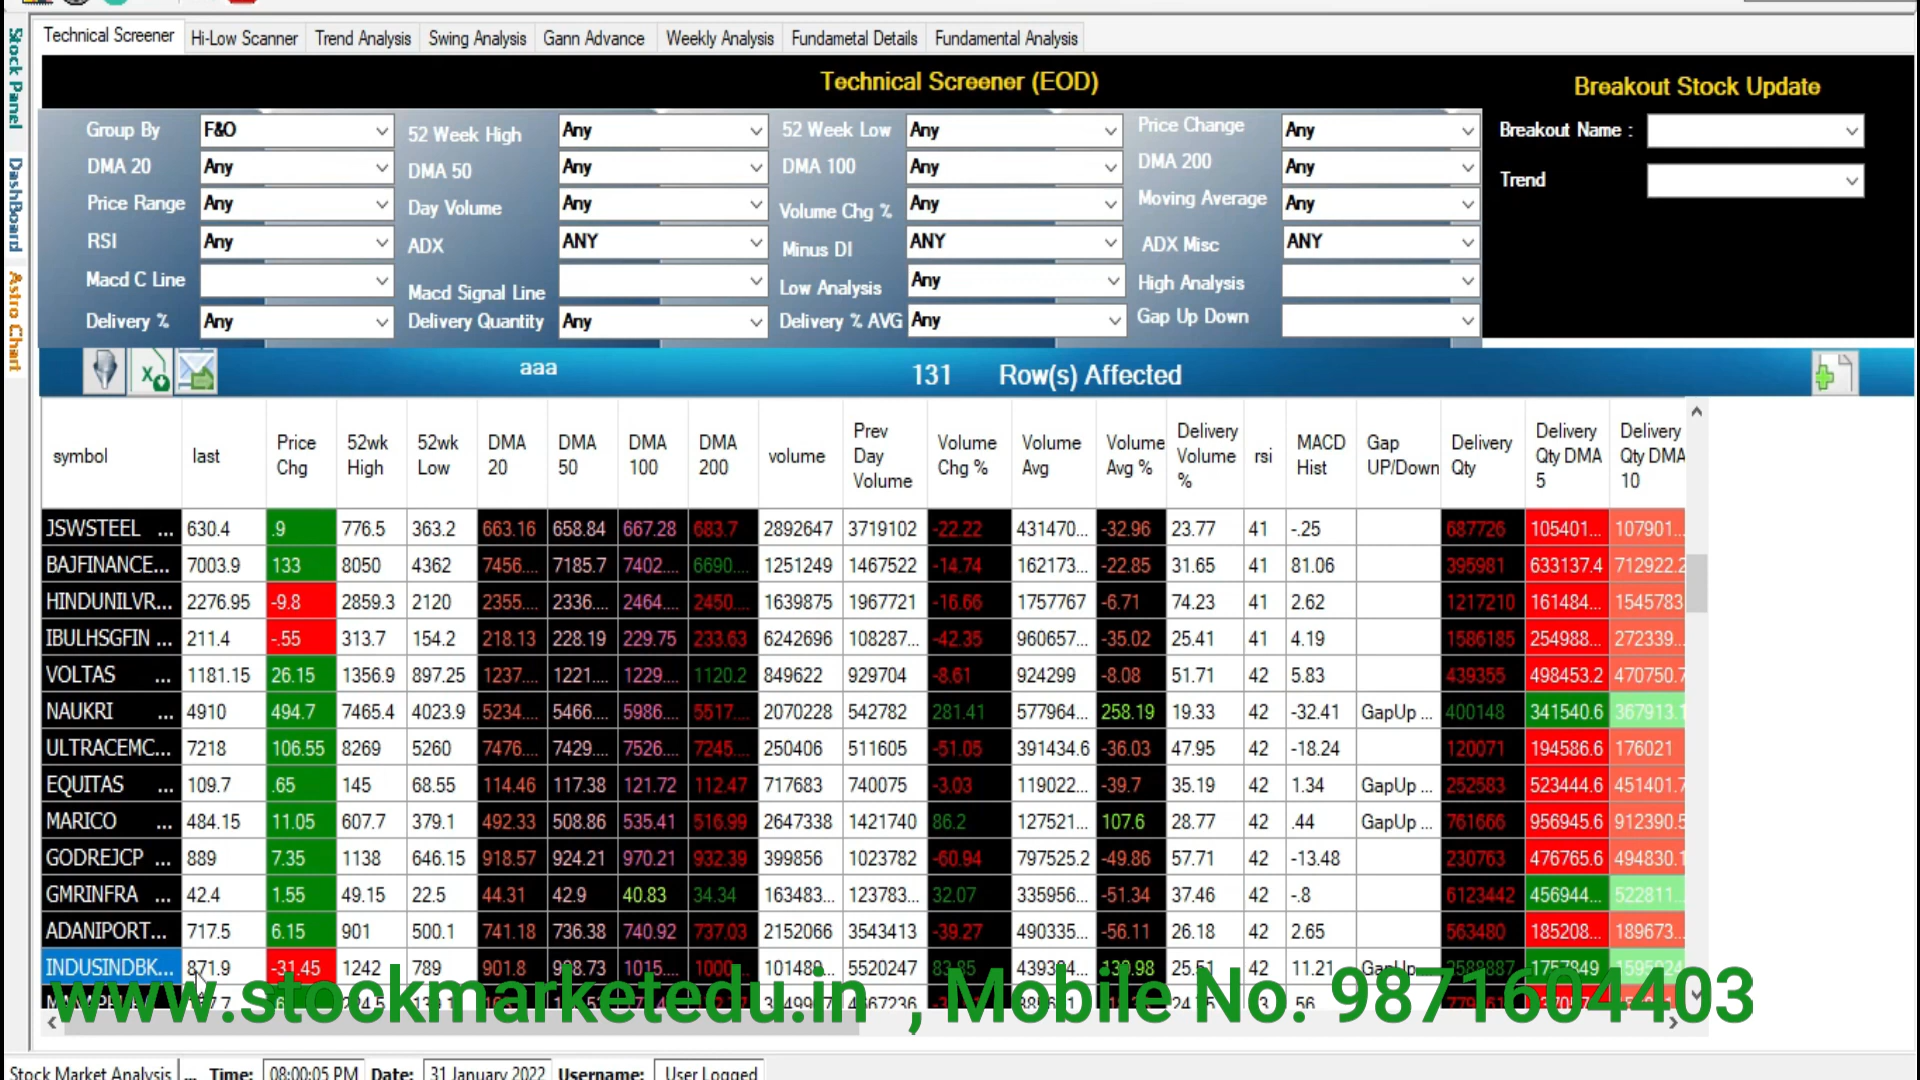 Stock Panel
DashBoard
Astro Chart
Technical Screener Hi-Low Scanner Trend Analysis Swing Analysis Gann Advance Weekly Analysis Fundametal Details Fundamental Analysis
Technical Screener (EOD)
Breakout Stock Update
Group By F&O 52 Week High Any 52 Week Low Any Price Change Any
Breakout Name :
DMA 20 Any DMA 50 Any DMA 100 Any DMA 200 Any
Trend
Price Range Any Day Volume Any Volume Chg % Any Moving Average Any
RSI Any ADX ANY Minus DI ANY ADX Misc ANY
Macd C Line Macd Signal Line Low Analysis Any High Analysis
Delivery % Any Delivery Quantity Any Delivery % AVG Any Gap Up Down
aaa 131 Row(s) Affected
symbol last Price Chg 52wk High 52wk Low DMA 20 DMA 50 DMA 100 DMA 200 volume Prev Day Volume Volume Chg % Volume Avg Volume Avg % Delivery Volume % rsi MACD Hist Gap UP/Down Delivery Qty Delivery Qty DMA 5 Delivery Qty DMA 10
JSWSTEEL ... 630.4 .9 776.5 363.2 663.16 658.84 667.28 683.7 2892647 3719102 -22.22 431470... -32.96 23.77 41 -.25 687726 105401... 107901...
BAJFINANCE... 7003.9 133 8050 4362 7456.... 7185.7 7402.... 6690.... 1251249 1467522 -14.74 162173... -22.85 31.65 41 81.06 395981 633137.4 712922.2
HINDUNILVR... 2276.95 -9.8 2859.3 2120 2355.... 2336.... 2464.... 2450.... 1639875 1967721 -16.66 1757767 -6.71 74.23 41 2.62 1217210 161484... 1545783
IBULHSGFIN ... 211.4 -.55 313.7 154.2 218.13 228.19 229.75 233.63 6242696 108287... -42.35 960657... -35.02 25.41 41 4.19 1586185 254988... 272339...
VOLTAS ... 1181.15 26.15 1356.9 897.25 1237.... 1221.... 1229.... 1120.2 849622 929704 -8.61 924299 -8.08 51.71 42 5.83 439355 498453.2 470750.7
NAUKRI ... 4910 494.7 7465.4 4023.9 5234.... 5466.... 5986.... 5517.... 2070228 542782 281.41 577964... 258.19 19.33 42 -32.41 GapUp ... 400148 341540.6 367913.1
ULTRACEMC... 7218 106.55 8269 5260 7476.... 7429.... 7526.... 7245.... 250406 511605 -51.05 391434.6 -36.03 47.95 42 -18.24 120071 194586.6 176021
EQUITAS ... 109.7 .65 145 68.55 114.46 117.38 121.72 112.47 717683 740075 -3.03 119022... -39.7 35.19 42 1.34 GapUp ... 252583 523444.6 451401.7
MARICO ... 484.15 11.05 607.7 379.1 492.33 508.86 535.41 516.99 2647338 1421740 86.2 127521... 107.6 28.77 42 .44 GapUp ... 761666 956945.6 912390.5
GODREJCP ... 889 7.35 1138 646.15 918.57 924.21 970.21 932.39 399856 1023782 -60.94 797525.2 -49.86 57.71 42 -13.48 230763 476765.6 494830.1
GMRINFRA ... 42.4 1.55 49.15 22.5 44.31 42.9 40.83 34.34 163483... 123783... 32.07 335956... -51.34 37.46 42 -.8 6123442 456944... 522811...
ADANIPORT... 717.5 6.15 901 500.1 741.18 736.38 740.92 737.03 2152066 3543413 -39.27 490335... -56.11 26.18 42 2.65 563480 185208... 189673...
INDUSINDBK... 871.9 -31.45 1242 789 901.8 1015.... 1000.... 101489... 5520247 83.85 25.51 42 11.21 GapUp ... 2588887 1757849
www.stockmarketedu.in , Mobile No. 9871604403
Stock Market Analysis ... Time: 08:00:05 PM Date: 31 January 2022 Username: User Logged